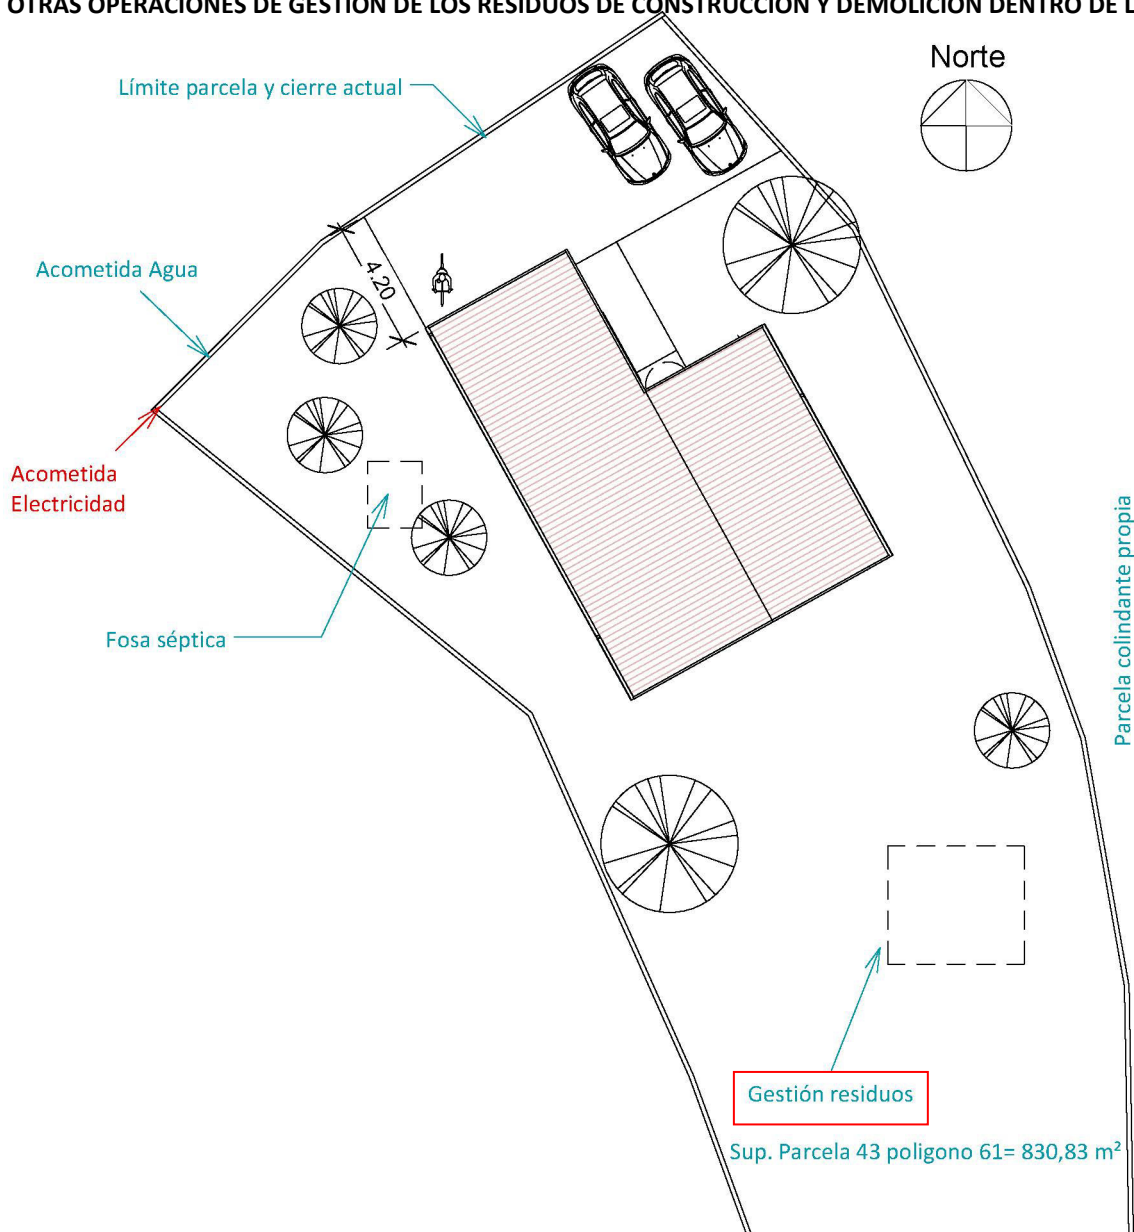 OTRAS OPERACIONES DE GESTIÓN DE LOS RESIDUOS DE CONSTRUCCIÓN Y DEMOLICIÓN DENTRO DE L
Norte
Límite parcela y cierre actual
Acometida Agua
4.20
Acometida
Electricidad
Parcela colindante propia
Fosa séptica
Gestión residuos
Sup. Parcela 43 poligono 61= 830,83 m²